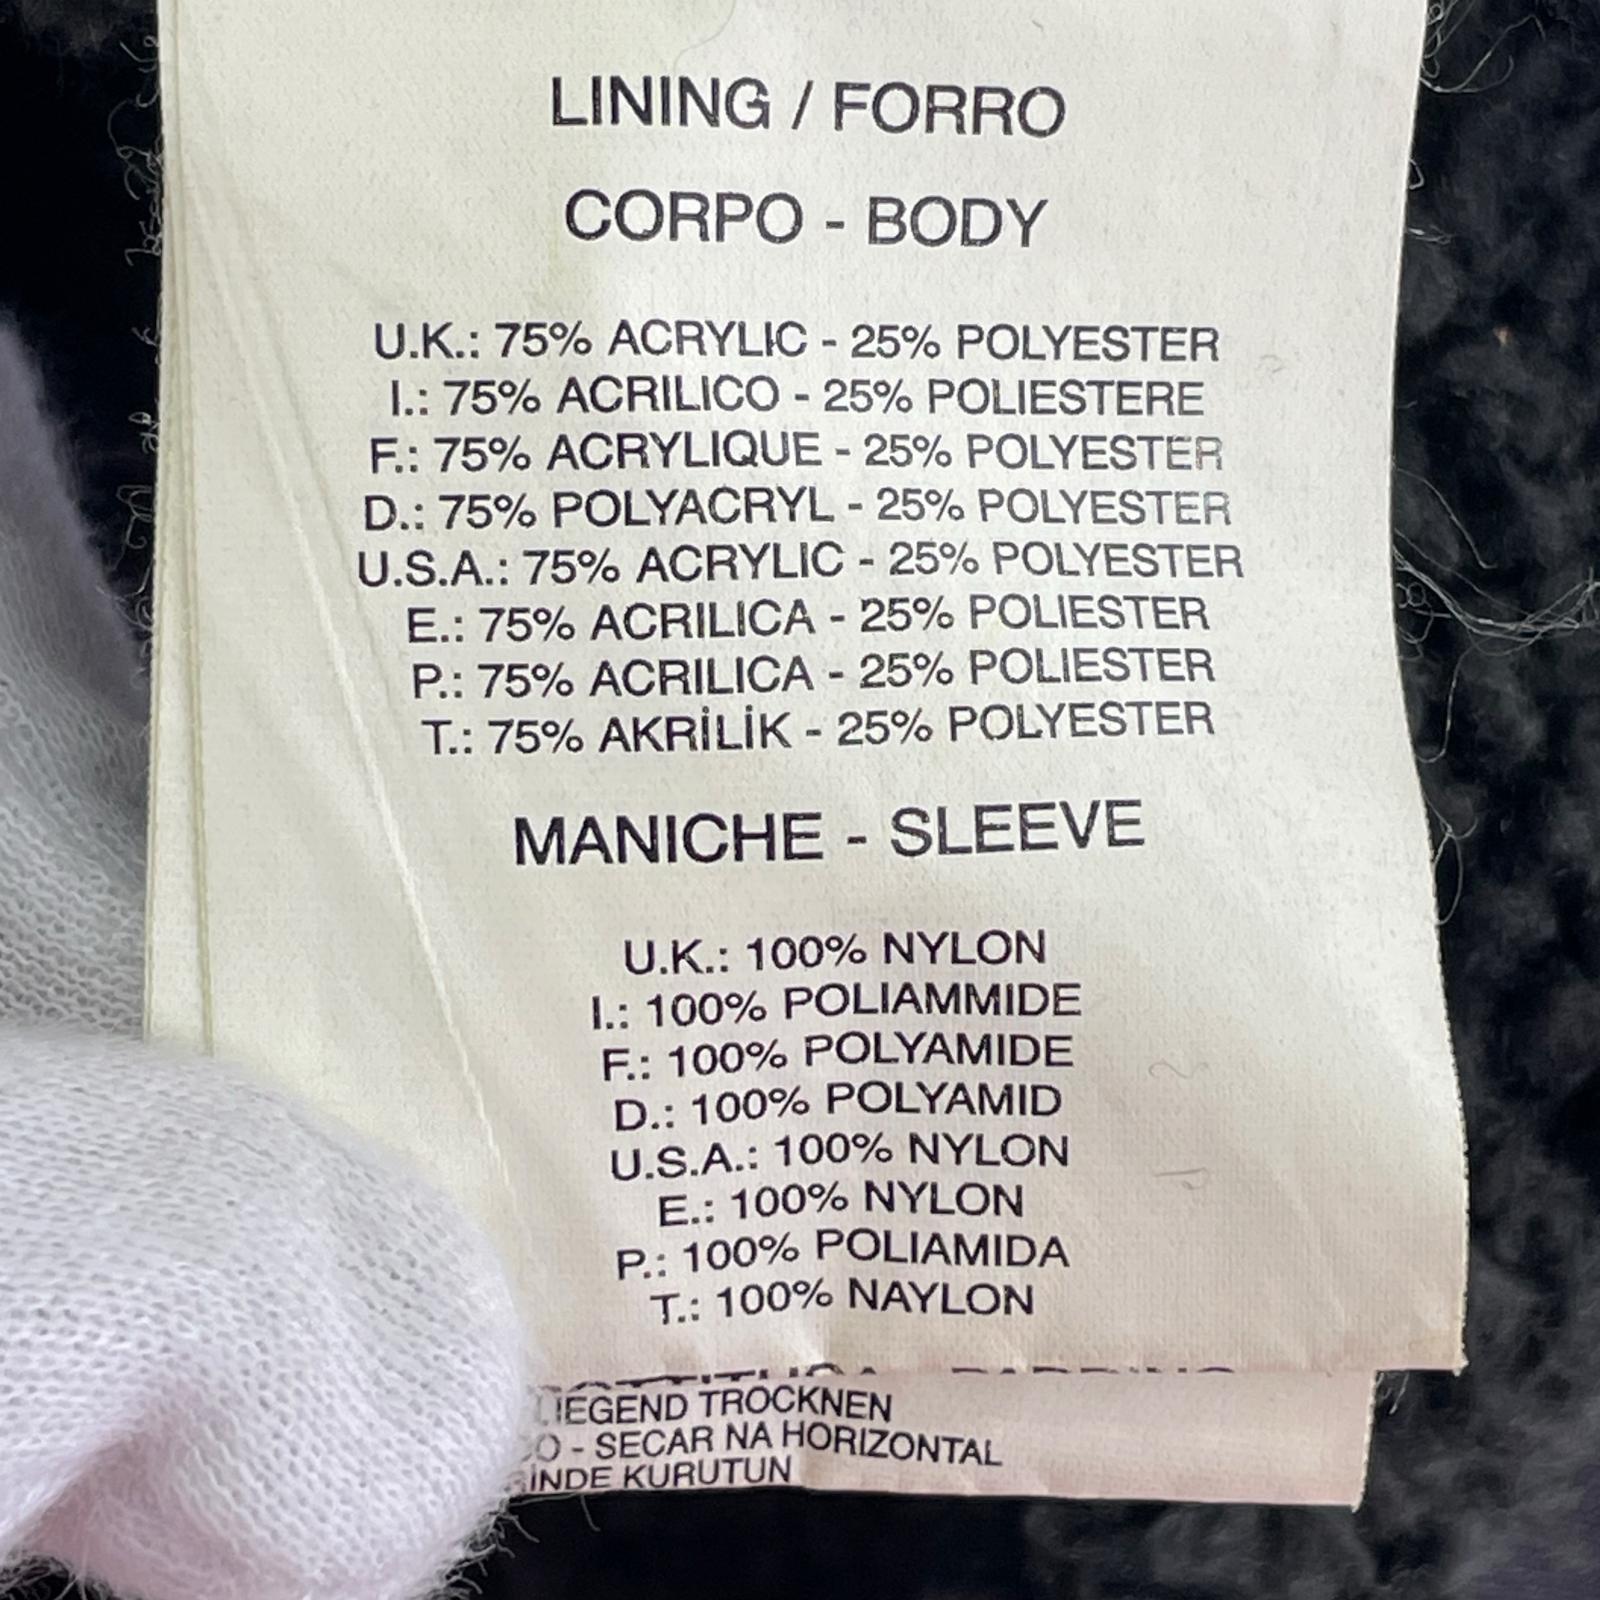 LINING / FORRO
CORPO - BODY
U.K.: 75% ACRYLIC - 25% POLYESTER
I.: 75% ACRILICO - 25% POLIESTERE
F.: 75% ACRYLIQUE - 25% POLYESTER
D.: 75% POLYACRYL - 25% POLYESTER
U.S.A.: 75% ACRYLIC - 25% POLYESTER
E.: 75% ACRILICA - 25% POLIESTER
P.: 75% ACRILICA - 25% POLIESTER
T.: 75% AKRİLİK - 25% POLYESTER
MANICHE - SLEEVE
U.K.: 100% NYLON
I.: 100% POLIAMMIDE
F.: 100% POLYAMIDE
D.: 100% POLYAMID
U.S.A.: 100% NYLON
E.: 100% NYLON
P.: 100% POLIAMIDA
T.: 100% NAYLON
TROCKNEN
- SECAR NA HORIZONTAL
KURUTUN